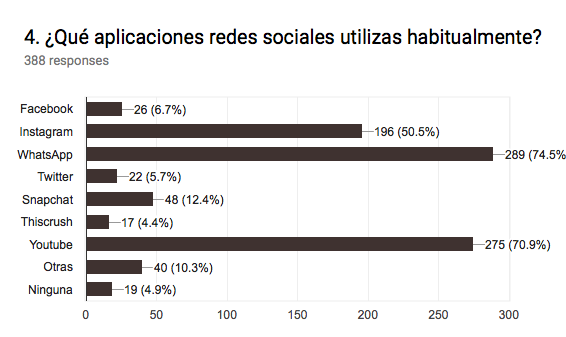 4. ¿Qué aplicaciones redes sociales utilizas habitualmente?
388 responses
Facebook 26 (6.7%)
Instagram 196 (50.5%)
WhatsApp 289 (74.5%
Twitter 22 (5.7%)
Snapchat 48 (12.4%)
Thiscrush 17 (4.4%)
Youtube 275 (70.9%)
Otras 40 (10.3%)
Ninguna 19 (4.9%)
0 50 100 150 200 250 300